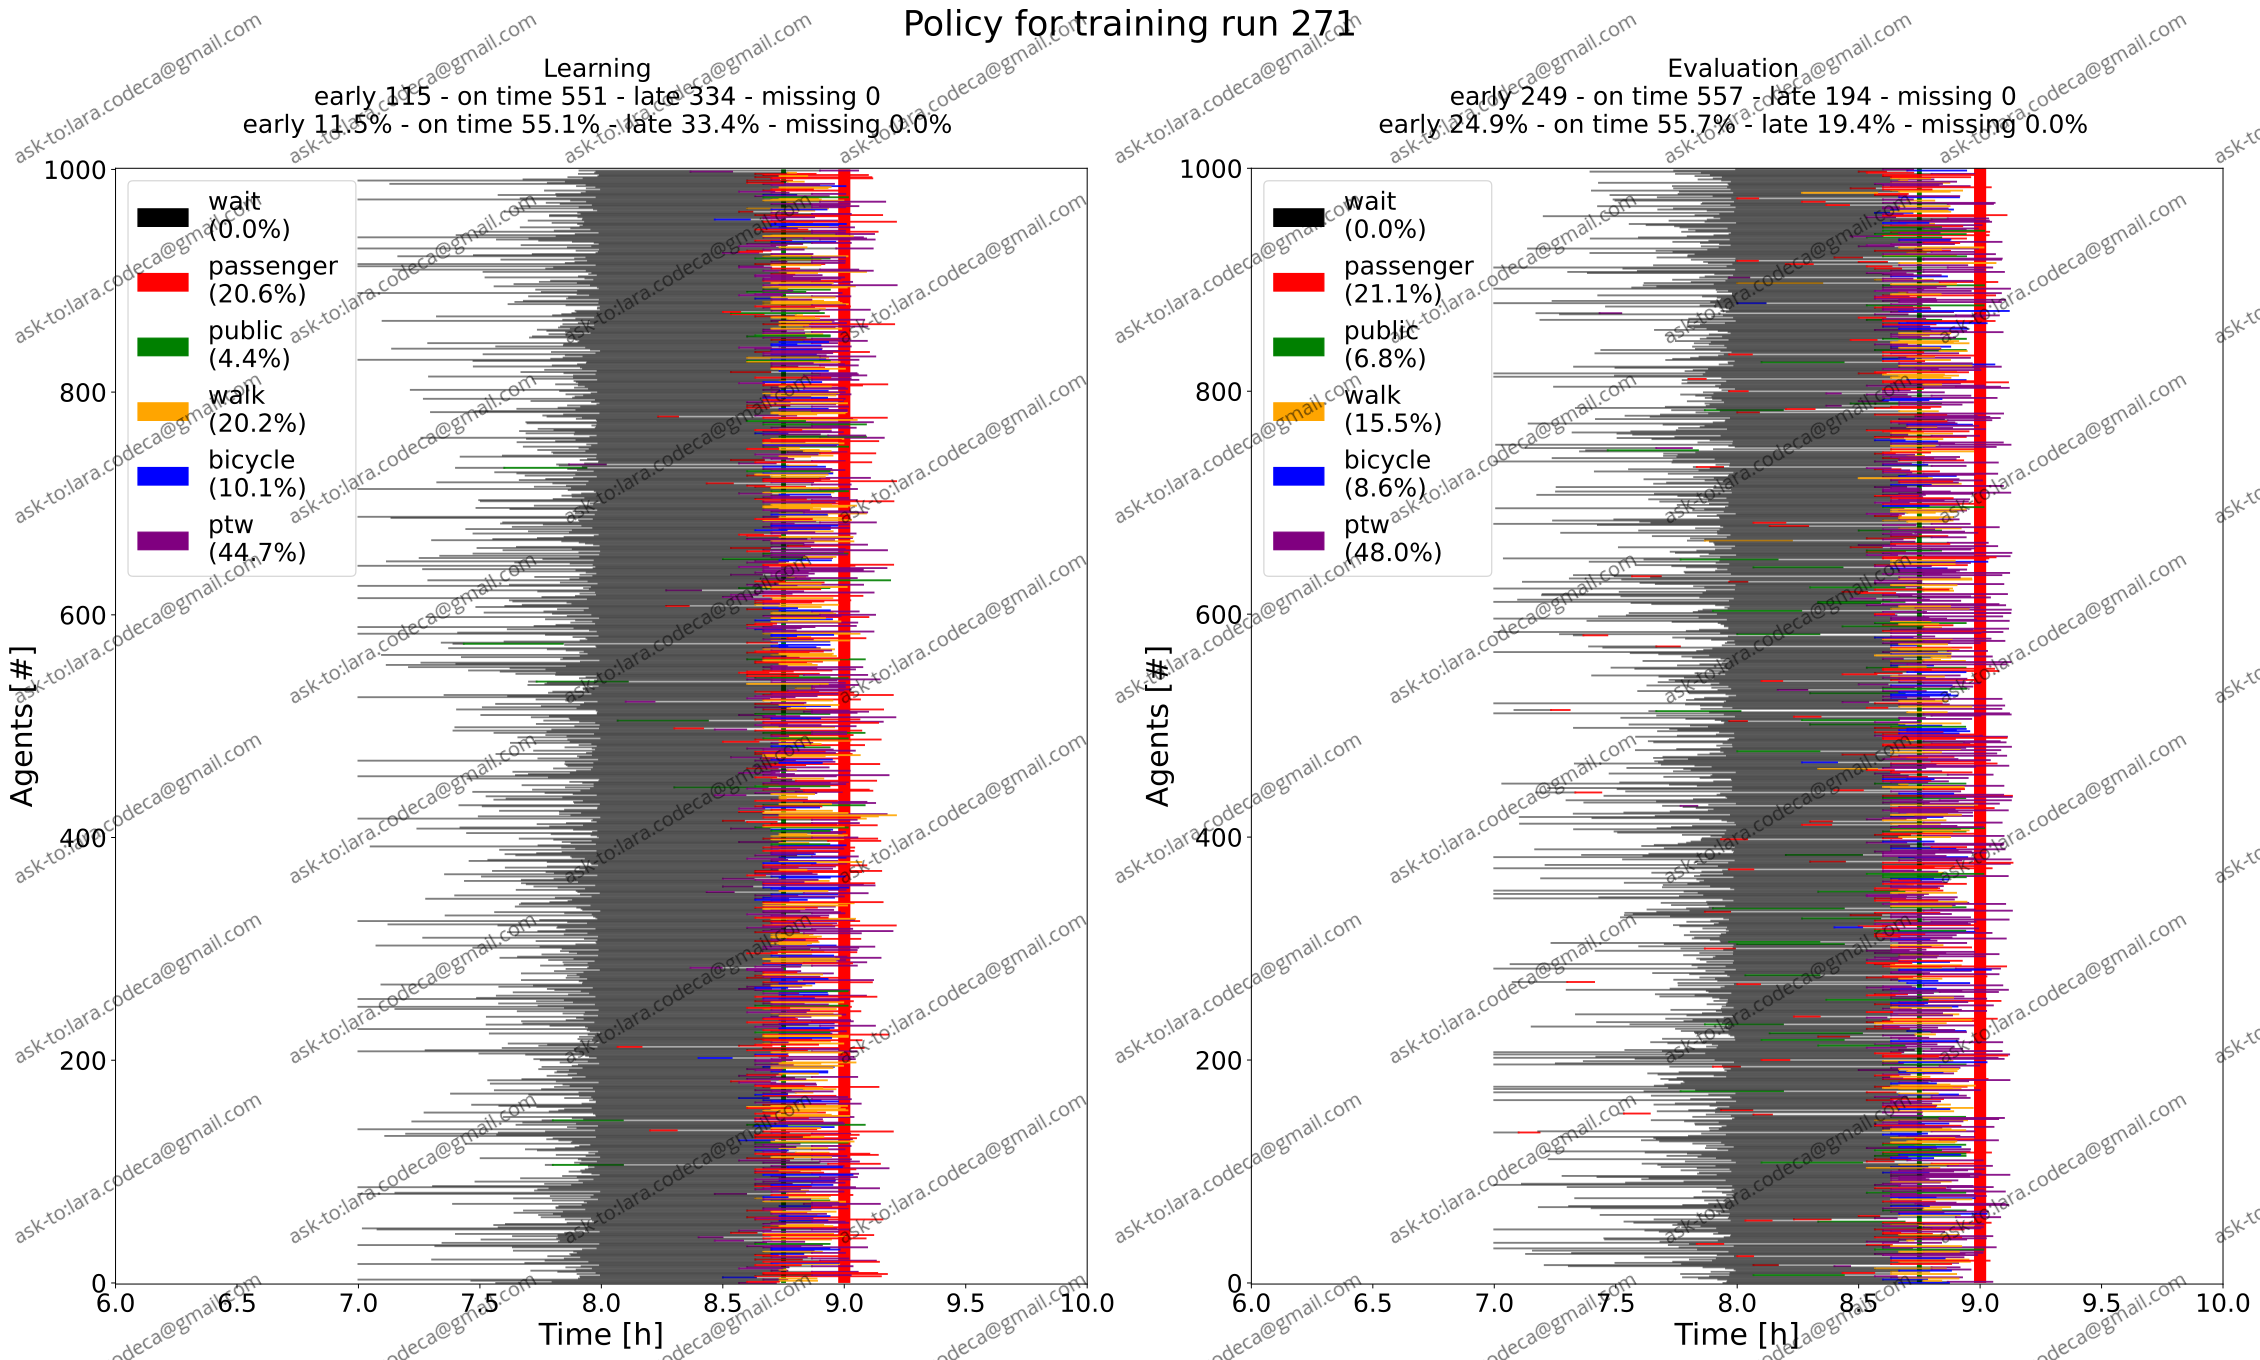 Policy for training run 271
Learning
early 115 - on time 551 - late 334 - missing 0
early 11.5% - on time 55.1% - late 33.4% - missing 0.0%
1000
800
600
400
200
0
Agents [#]
wait
(0.0%)
passenger
(20.6%)
public
(4.4%)
walk
(20.2%)
bicycle
(10.1%)
ptw
(44.7%)
6.0 6.5 7.0 7.5 8.0 8.5 9.0 9.5 10.0
Time [h]
Evaluation
early 249 - on time 557 - late 194 - missing 0
early 24.9% - on time 55.7% - late 19.4% - missing 0.0%
1000
800
600
400
200
0
Agents [#]
wait
(0.0%)
passenger
(21.1%)
public
(6.8%)
walk
(15.5%)
bicycle
(8.6%)
ptw
(48.0%)
6.0 6.5 7.0 7.5 8.0 8.5 9.0 9.5 10.0
Time [h]
ask-to:lara.codeca@gmail.com